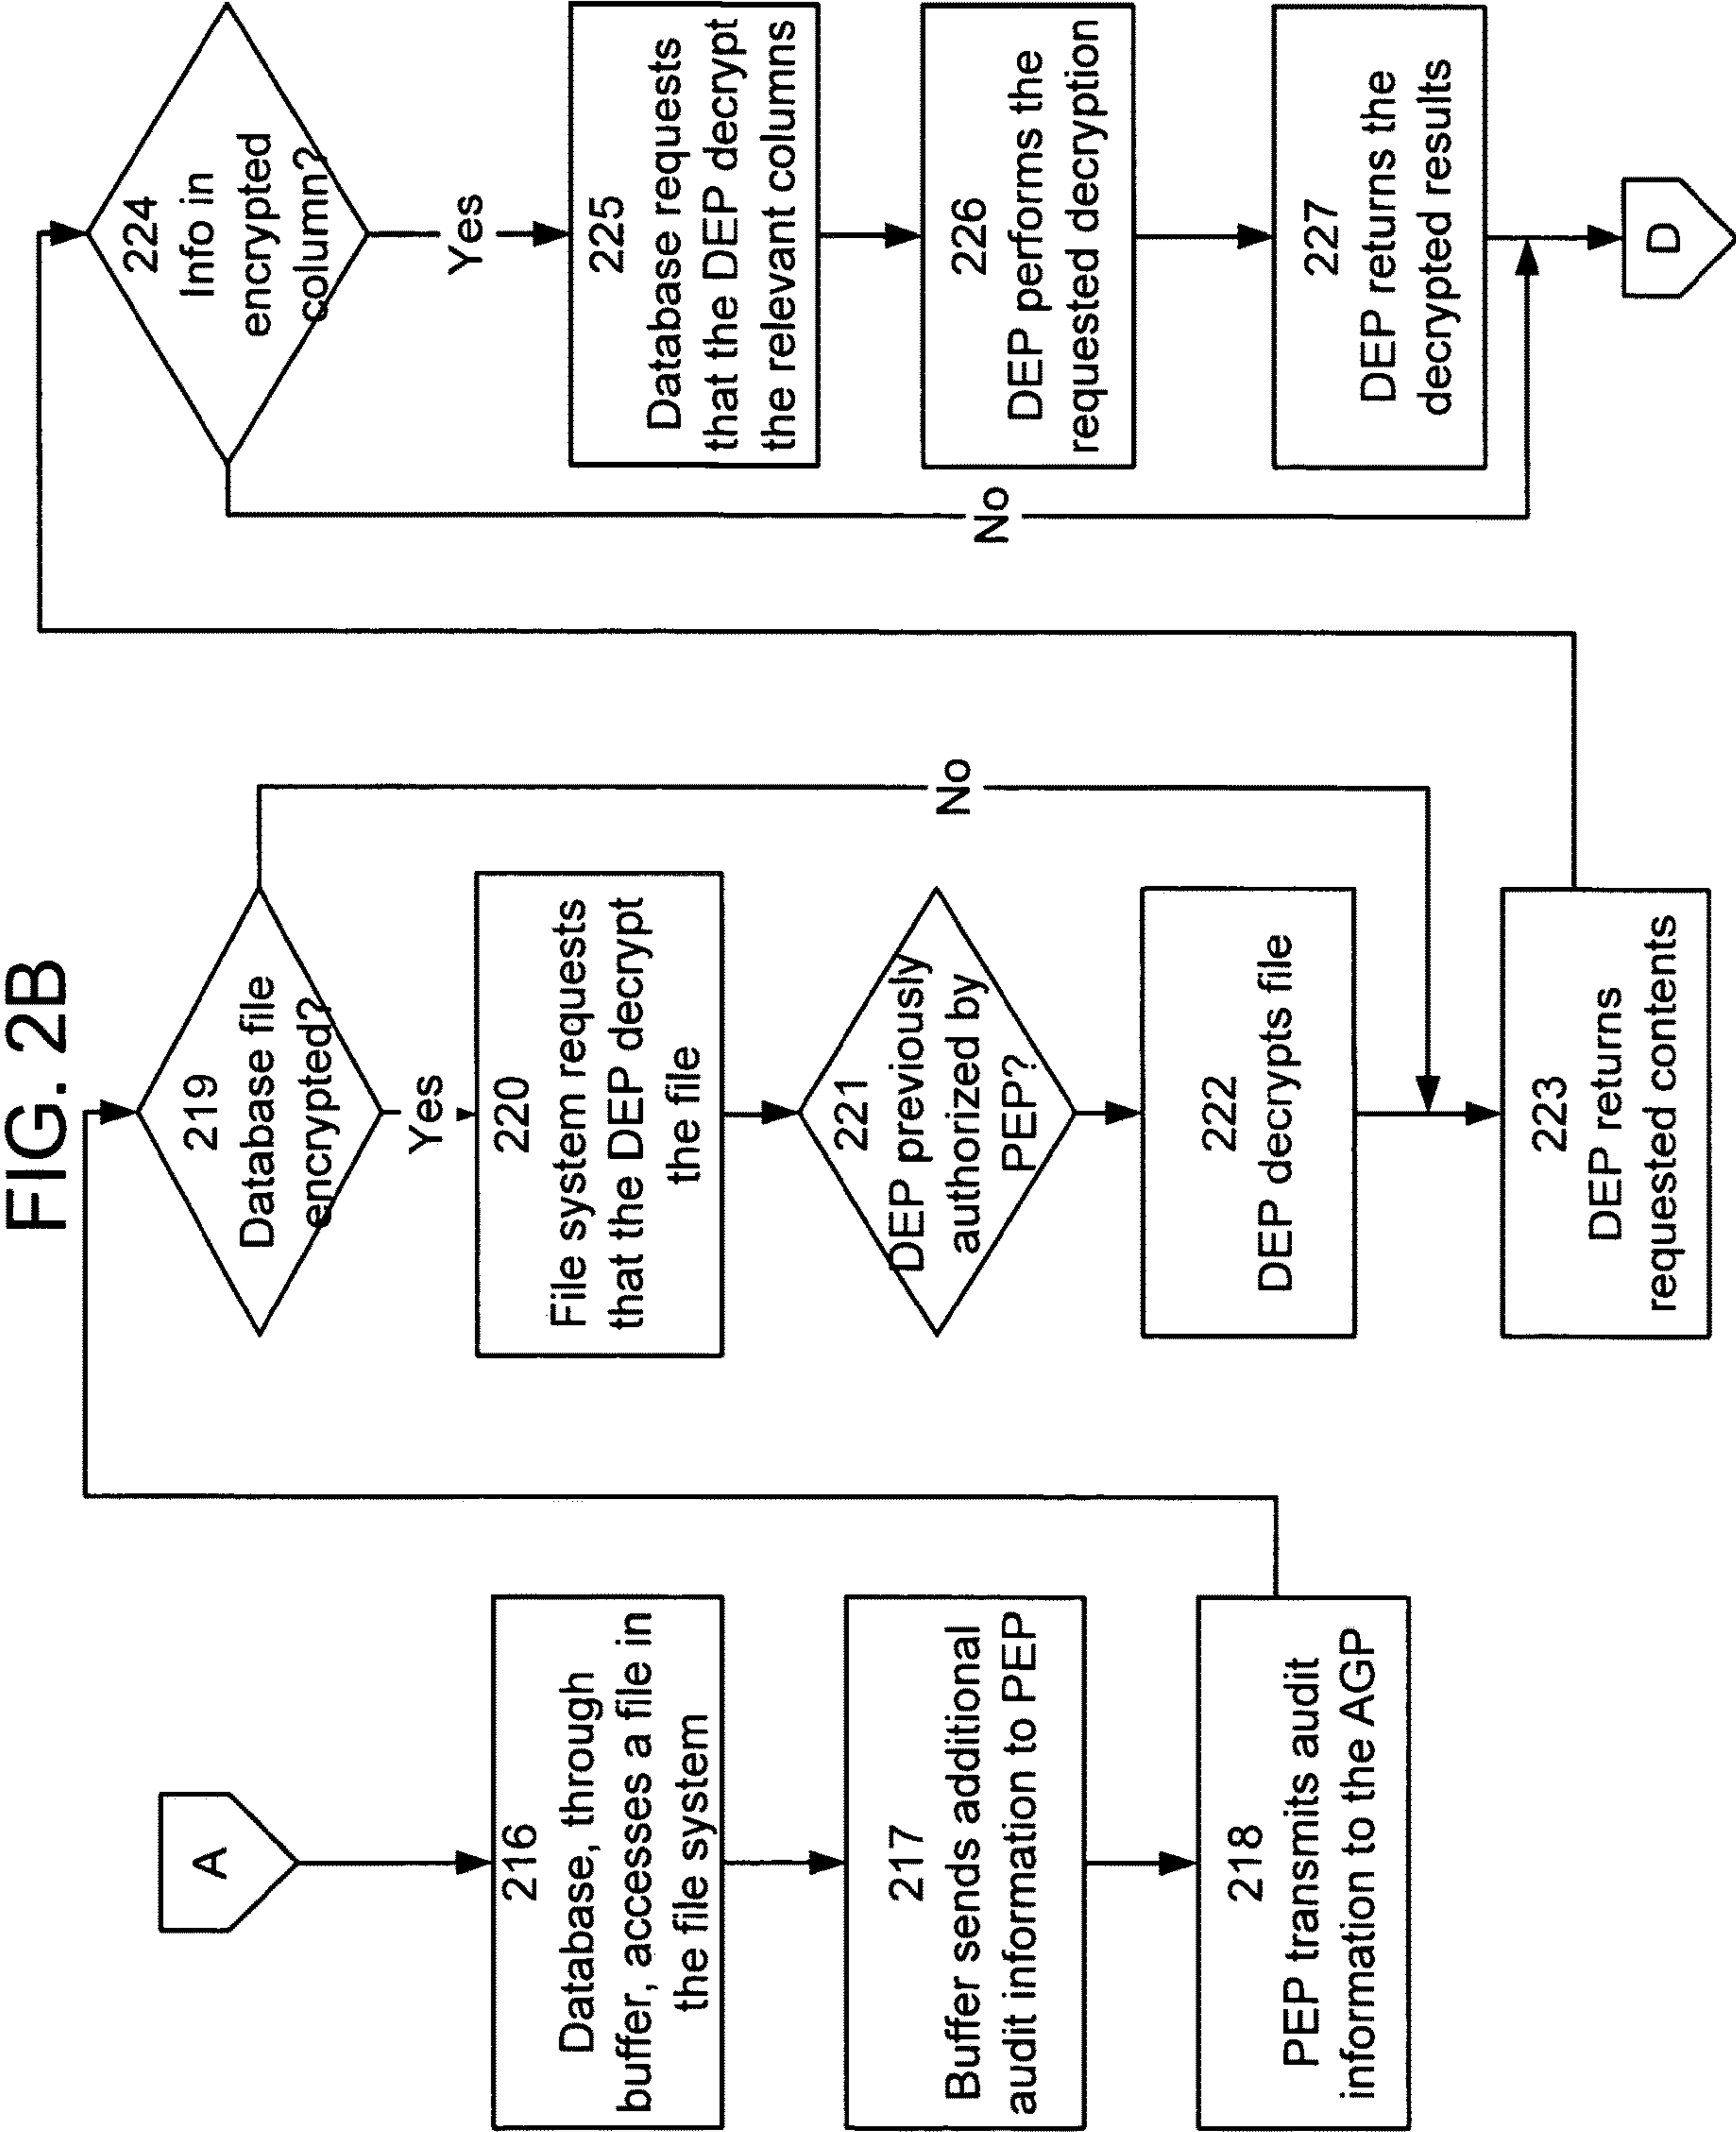 FIG. 2B
A
216
Database, through
buffer, accesses a file in
the file system
217
Buffer sends additional
audit information to PEP
218
PEP transmits audit
information to the AGP
219
Database file
encrypted?
Yes
No
220
File system requests
that the DEP decrypt
the file
221
DEP previously
authorized by
PEP?
222
DEP decrypts file
223
DEP returns
requested contents
224
Info in
encrypted
column?
Yes
No
225
Database requests
that the DEP decrypt
the relevant columns
226
DEP performs the
requested decryption
227
DEP returns the
decrypted results
D